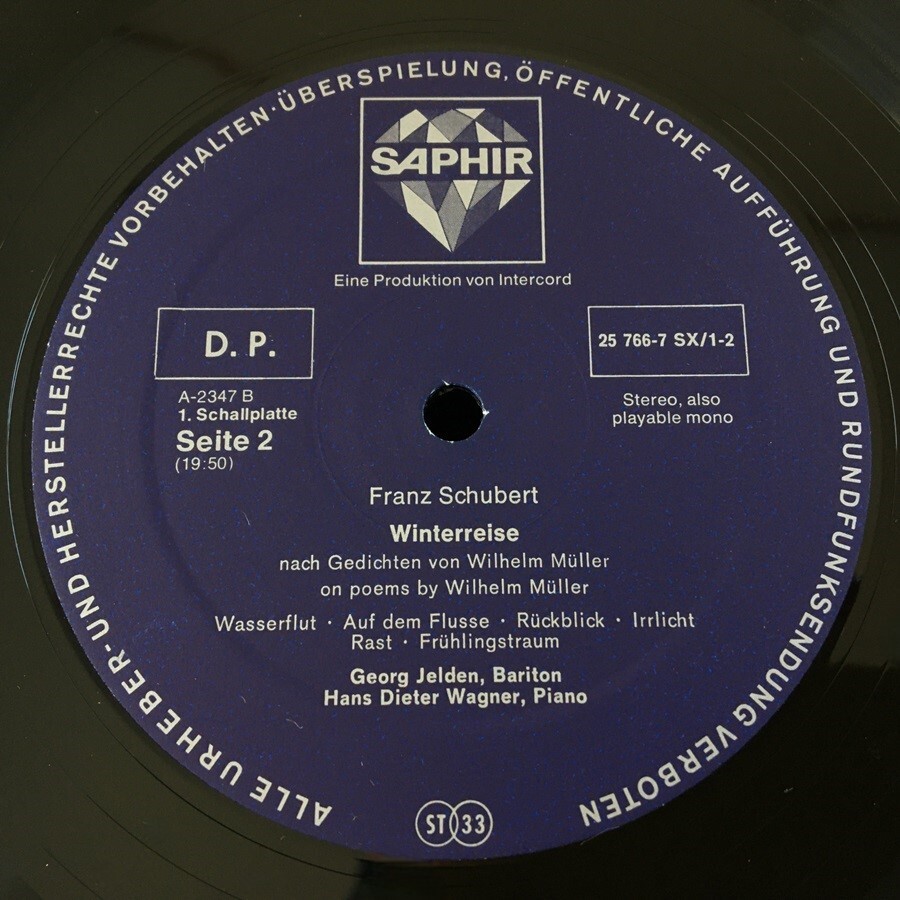 ALLE URHEBER- UND HERSTELLERRECHTE VORBEHALTEN · ÜBERSPIELUNG, ÖFFENTLICHE AUFFÜHRUNG UND RUNDFUNKSENDUNG VERBOTEN
SAPHIR
Eine Produktion von Intercord
D. P.
25 766-7 SX/1-2
A-2347 B
1. Schallplatte
Seite 2
(19:50)
Stereo, also
playable mono
Franz Schubert
Winterreise
nach Gedichten von Wilhelm Müller
on poems by Wilhelm Müller
Wasserflut · Auf dem Flusse · Rückblick · Irrlicht
Rast · Frühlingstraum
Georg Jelden, Bariton
Hans Dieter Wagner, Piano
ST 33